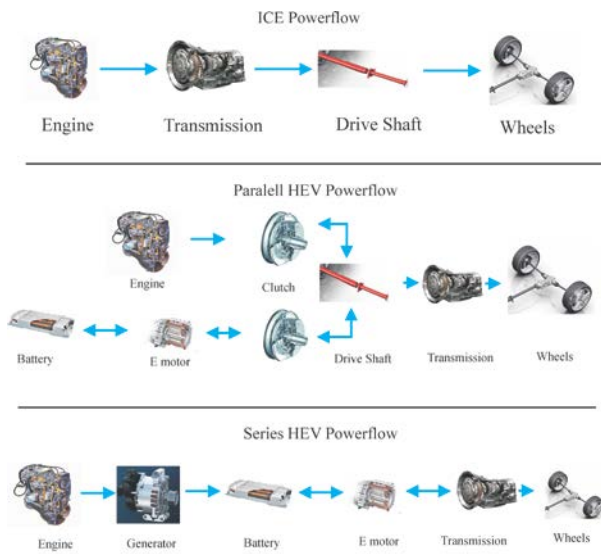 ICE Powerflow
Engine
Transmission
Drive Shaft
Wheels
Paralell HEV Powerflow
Engine
Clutch
Battery
E motor
Drive Shaft
Transmission
Wheels
Series HEV Powerflow
Engine
Generator
Battery
E motor
Transmission
Wheels